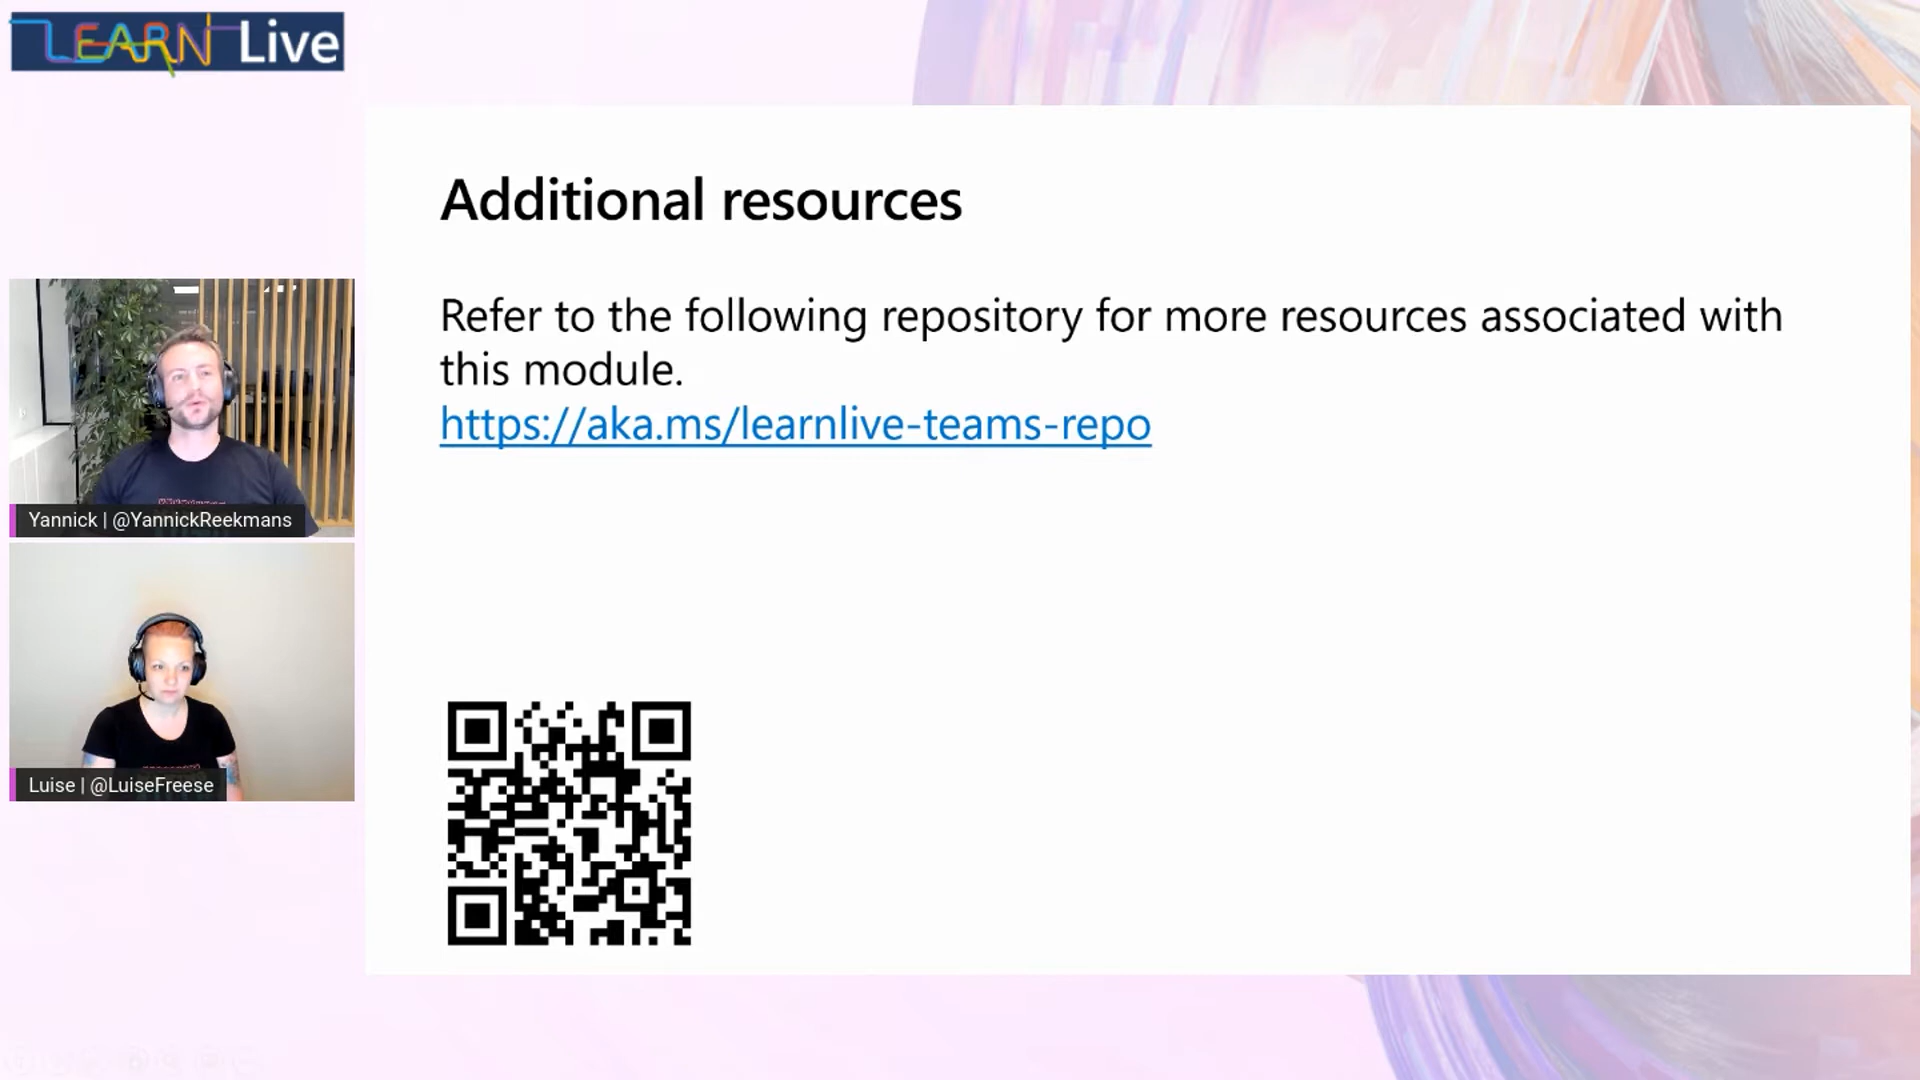 LEARN Live
Additional resources
Refer to the following repository for more resources associated with
this module.
https://aka.ms/learnlive-teams-repo
Yannick | @YannickReekmans
Luise | @LuiseFreese